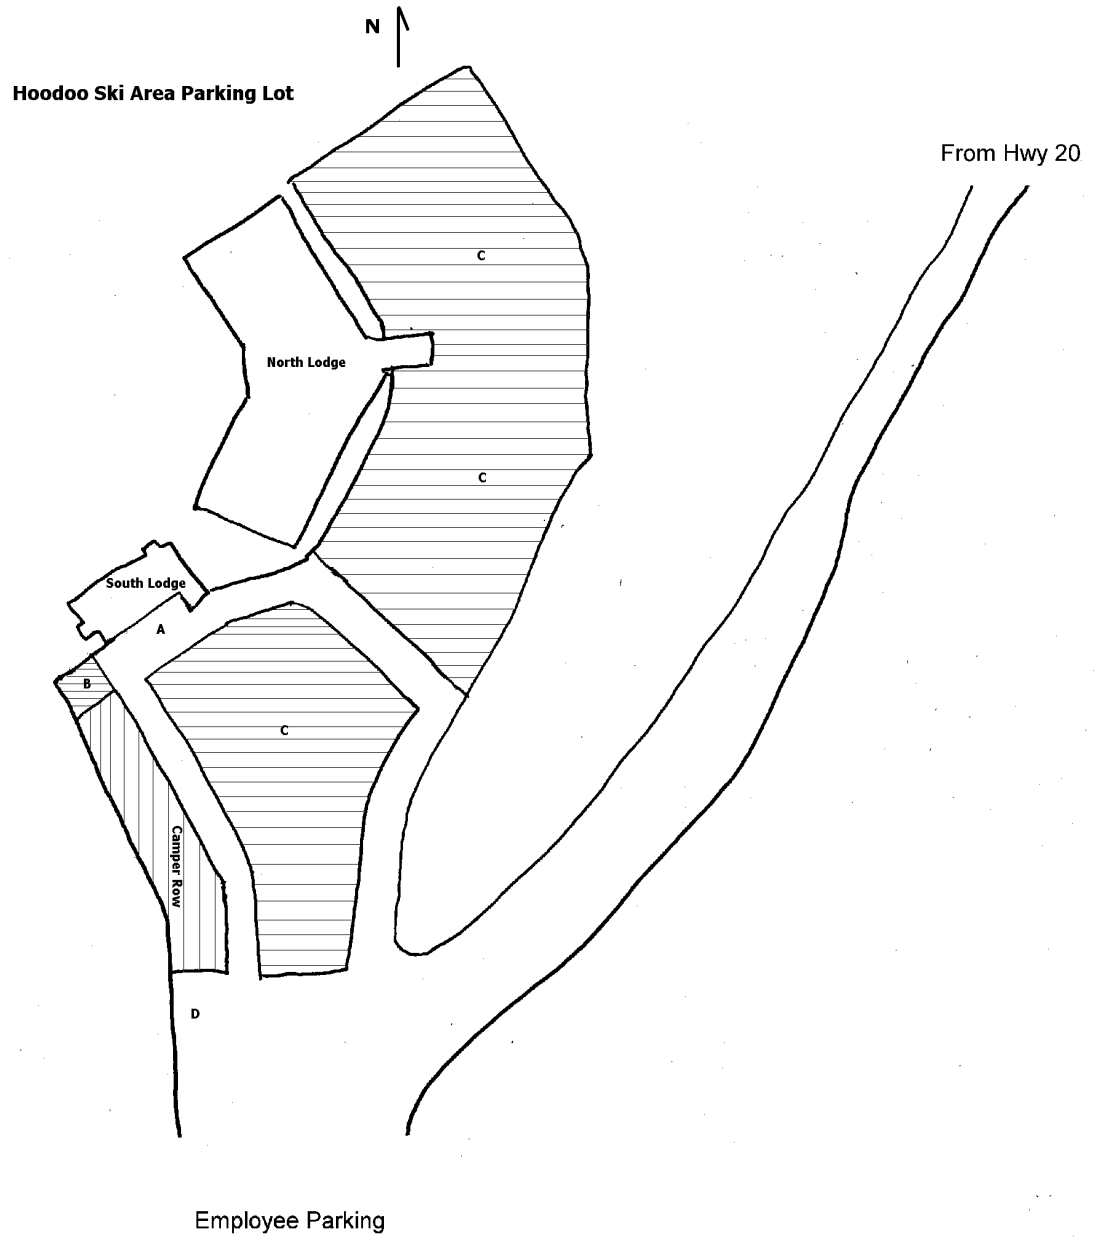 N
Hoodoo Ski Area Parking Lot
From Hwy 20
C
North Lodge
C
South Lodge
A
B
C
Camper Row
D
Employee Parking